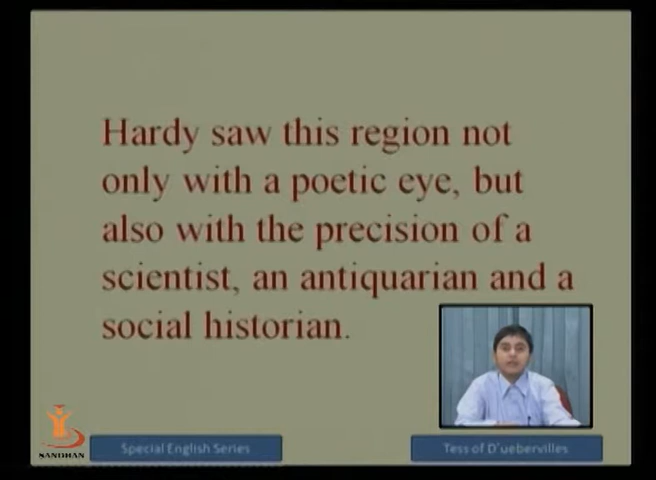 Hardy saw this region not
only with a poetic eye, but
also with the precision of a
scientist, an antiquarian and a
social historian.
SANDHAN
Special English Series
Tess of D'uebervilles